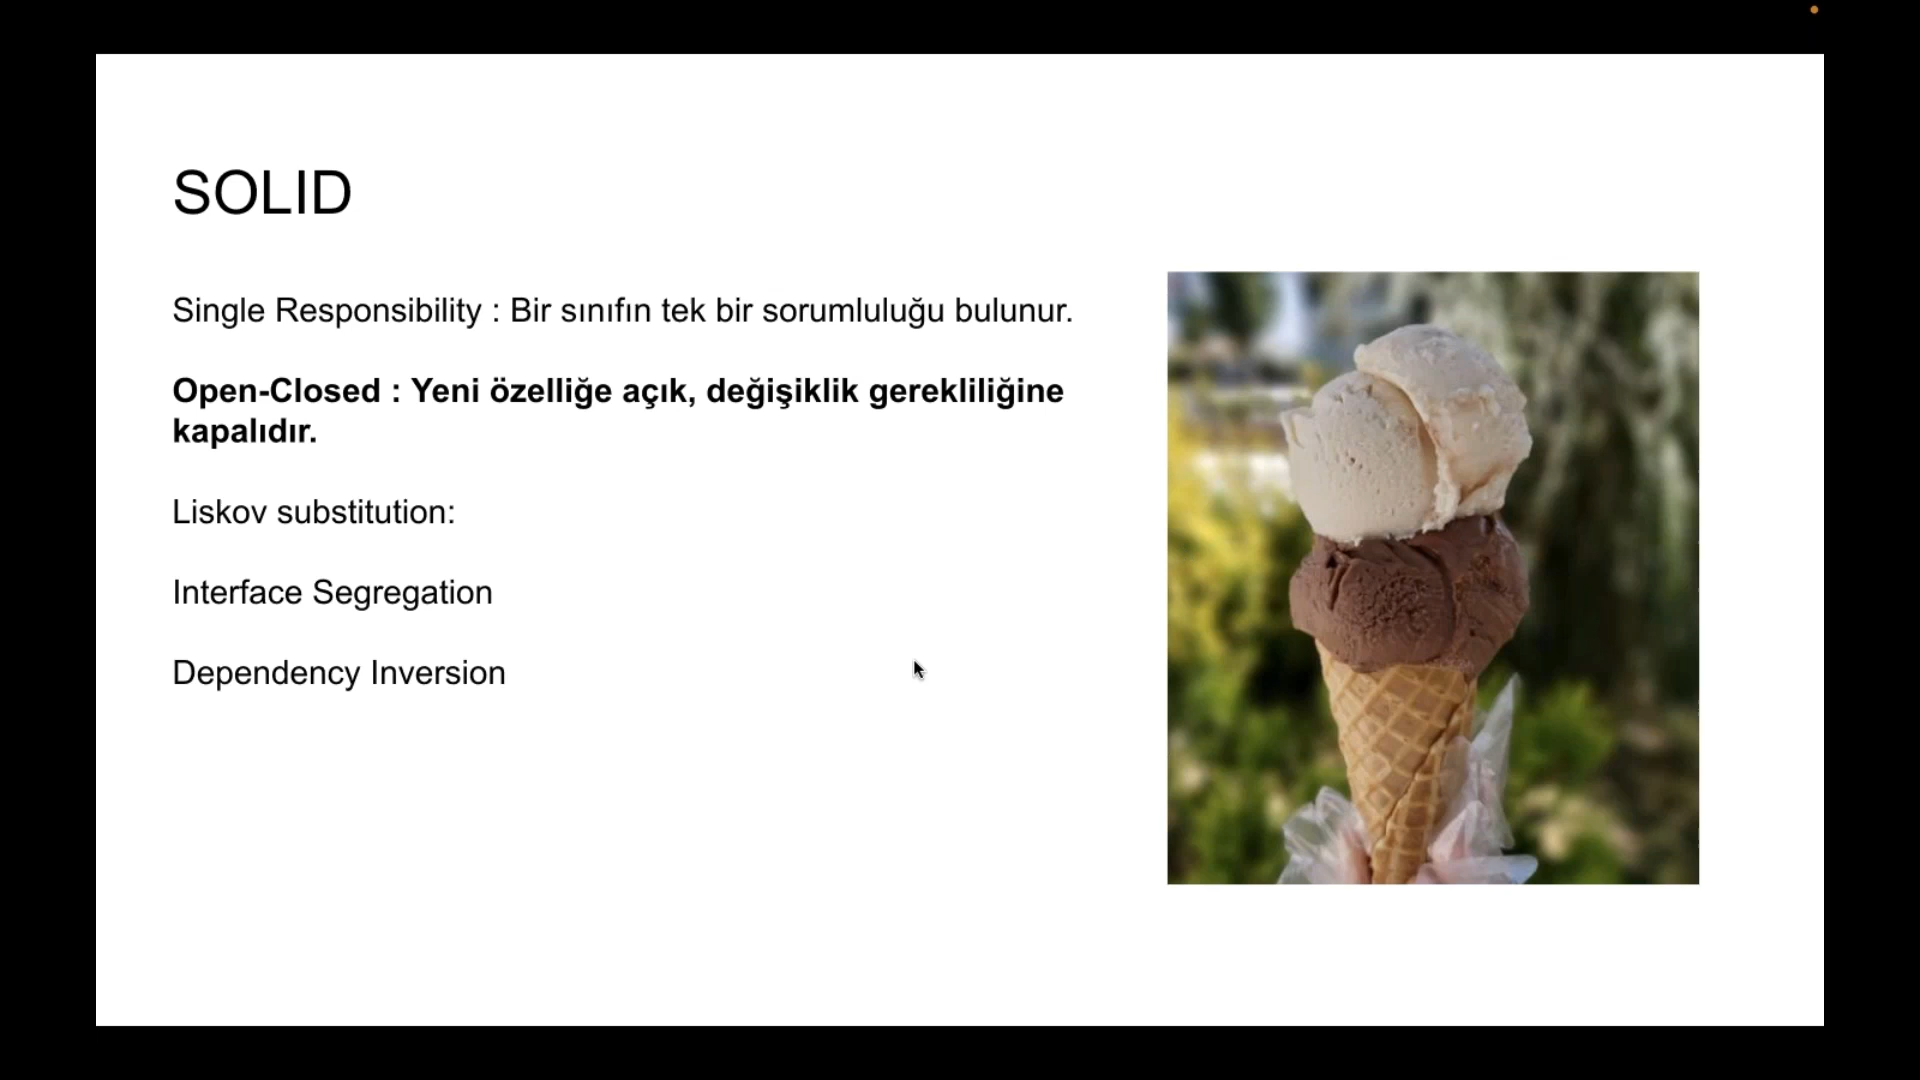 SOLID
Single Responsibility : Bir sınıfın tek bir sorumluluğu bulunur.
Open-Closed : Yeni özelliğe açık, değişiklik gerekliliğine
kapalıdır.
Liskov substitution:
Interface Segregation
Dependency Inversion